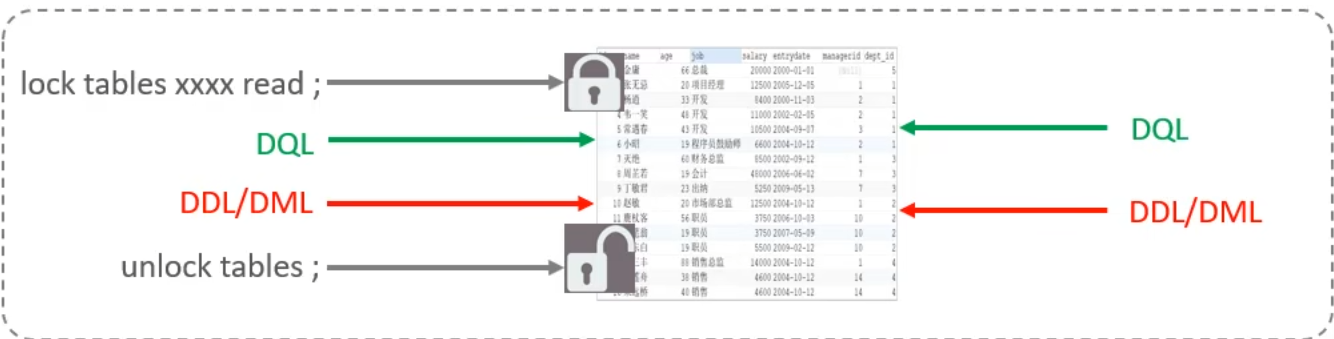 name age job salary entrydate managerid dept_id
lock tables xxxx read ;
金庸 66 总裁 20000 2000-01-01 (Null) 5
张无忌 20 项目经理 12500 2005-12-05 1 1
杨逍 33 开发 8400 2000-11-03 2 1
4 韦一笑 48 开发 11000 2002-02-05 2 1
5 常遇春 43 开发 10500 2004-09-07 3 1
DQL
DQL
6 小昭 19 程序员鼓励师 6600 2004-10-12 2 1
7 灭绝 60 财务总监 8500 2002-09-12 1 3
8 周芷若 19 会计 48000 2006-06-02 7 3
9 丁敏君 23 出纳 5250 2009-05-13 7 3
DDL/DML
DDL/DML
10 赵敏 20 市场部总监 12500 2004-10-12 1 2
11 鹿杖客 56 职员 3750 2006-10-03 10 2
19 职员 3750 2007-05-09 10 2
19 职员 5500 2009-02-12 10 2
unlock tables ;
三丰 88 销售总监 14000 2004-10-12 1 4
38 销售 4600 2004-10-12 14 4
远桥 40 销售 4600 2004-10-12 14 4